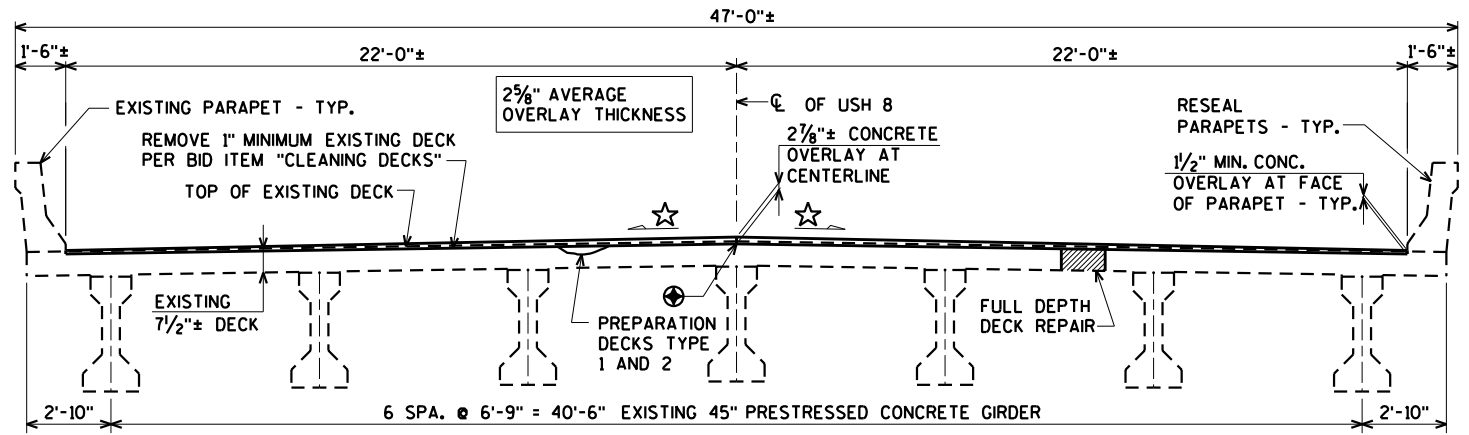 47'-0"±
1'-6"±
22'-0"±
22'-0"±
1'-6"±
EXISTING PARAPET - TYP.
REMOVE 1" MINIMUM EXISTING DECK
PER BID ITEM "CLEANING DECKS"
TOP OF EXISTING DECK
2⅝" AVERAGE
OVERLAY THICKNESS
℄ OF USH 8
2⅞"± CONCRETE
OVERLAY AT
CENTERLINE
RESEAL
PARAPETS - TYP.
1½" MIN. CONC.
OVERLAY AT FACE
OF PARAPET - TYP.
EXISTING
7½"± DECK
PREPARATION
DECKS TYPE
1 AND 2
FULL DEPTH
DECK REPAIR
2'-10"
6 SPA. @ 6'-9" = 40'-6" EXISTING 45" PRESTRESSED CONCRETE GIRDER
2'-10"